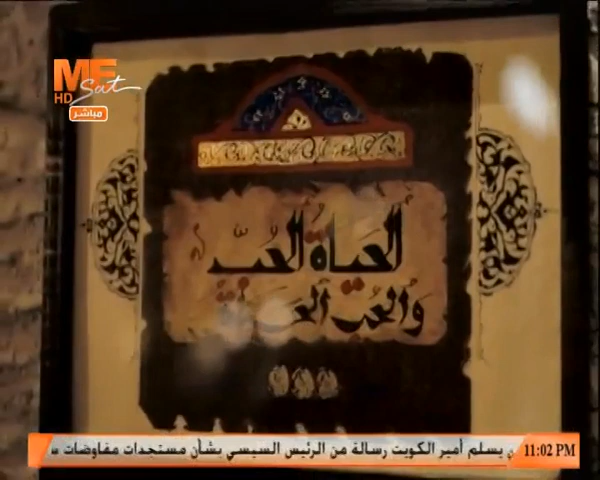 ME
HD Sat
مباشر
الحياة الحب
والحب الحياة
ي يسلم أمير الكويت رسالة من الرئيس السيسي بشأن مستجدات مفاوضات س
11:02 PM